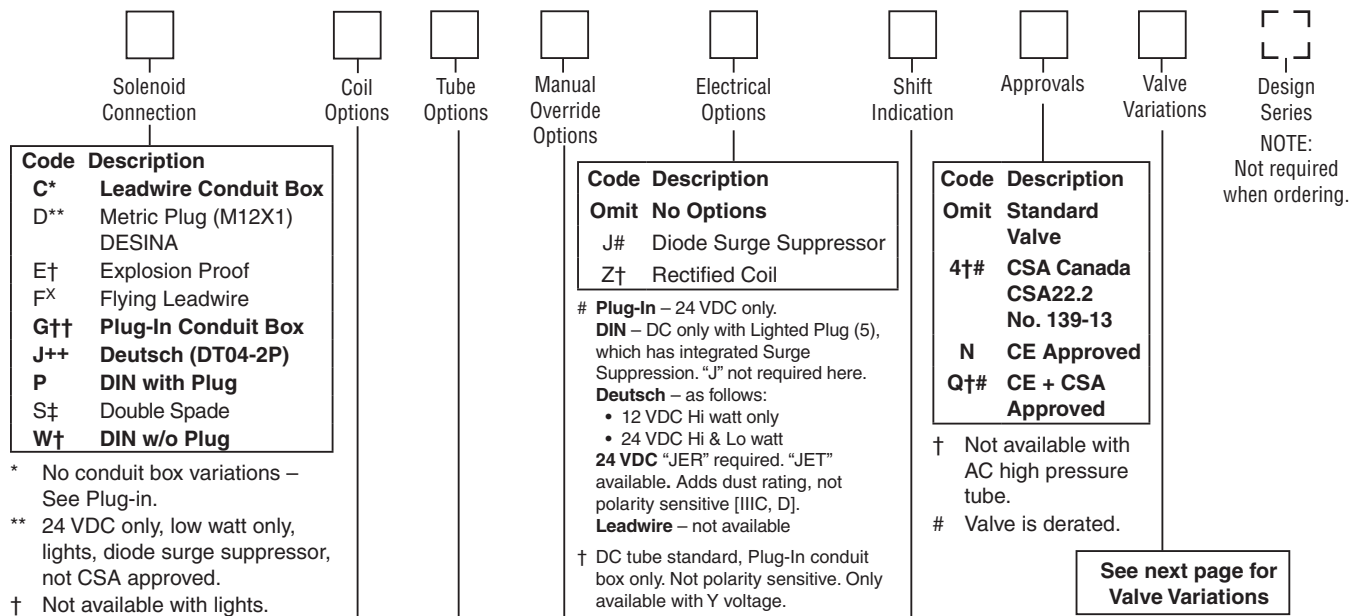 Solenoid
Connection
Coil
Options
Tube
Options
Manual
Override
Options
Electrical
Options
Shift
Indication
Approvals
Valve
Variations
Design
Series
NOTE:
Not required
when ordering.
Code Description
C* Leadwire Conduit Box
D** Metric Plug (M12X1)
DESINA
E† Explosion Proof
Fˣ Flying Leadwire
G†† Plug-In Conduit Box
J++ Deutsch (DT04-2P)
P DIN with Plug
S‡ Double Spade
W† DIN w/o Plug
* No conduit box variations –
See Plug-in.
** 24 VDC only, low watt only,
lights, diode surge suppressor,
not CSA approved.
† Not available with lights.
Code Description
Omit No Options
J# Diode Surge Suppressor
Z† Rectified Coil
# Plug-In – 24 VDC only.
DIN – DC only with Lighted Plug (5),
which has integrated Surge
Suppression. “J” not required here.
Deutsch – as follows:
• 12 VDC Hi watt only
• 24 VDC Hi & Lo watt
24 VDC “JER” required. “JET”
available. Adds dust rating, not
polarity sensitive [IIIC, D].
Leadwire – not available
† DC tube standard, Plug-In conduit
box only. Not polarity sensitive. Only
available with Y voltage.
Code Description
Omit Standard
Valve
4†# CSA Canada
CSA22.2
No. 139-13
N CE Approved
Q†# CE + CSA
Approved
† Not available with
AC high pressure
tube.
# Valve is derated.
See next page for
Valve Variations